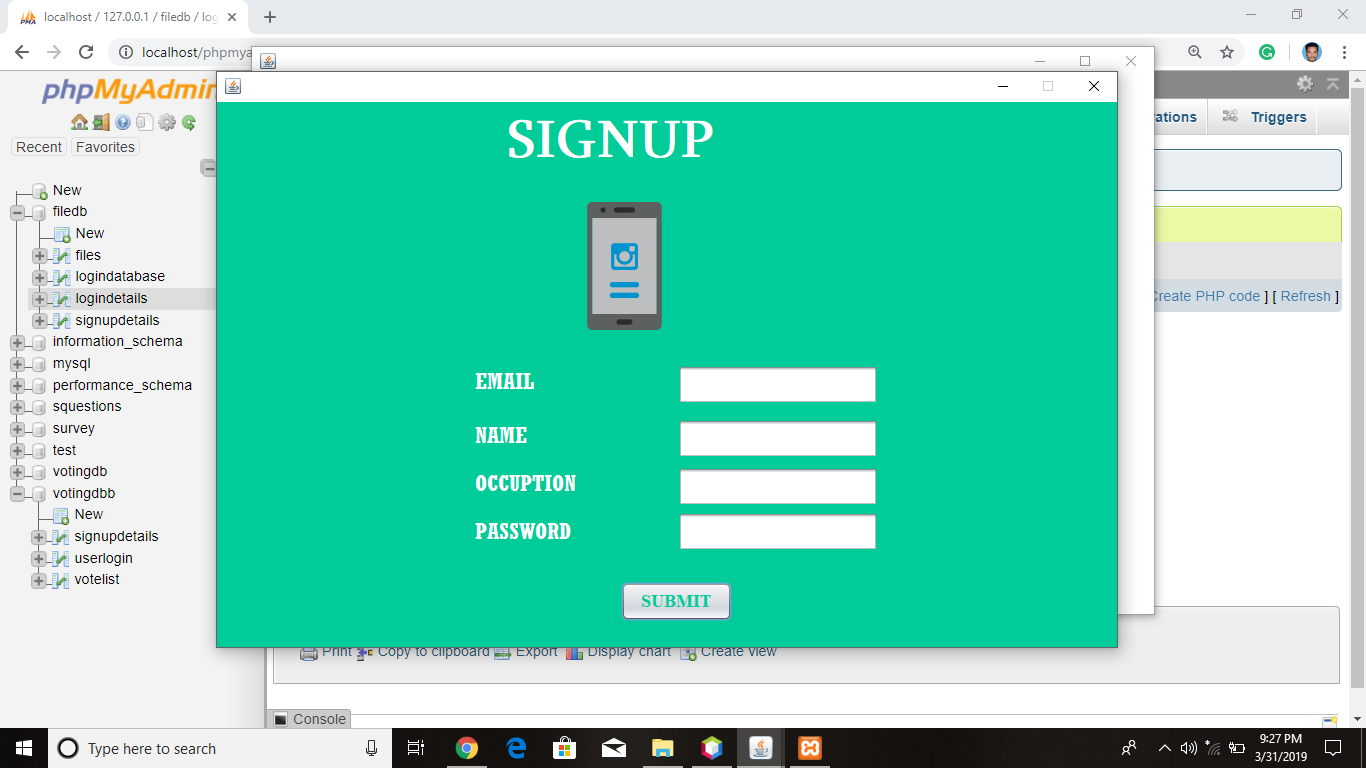 localhost / 127.0.0.1 / filedb / log
localhost/phpmya
phpMyAdmin
Recent
Favorites
New
filedb
New
files
logindatabase
logindetails
signupdetails
information_schema
mysql
performance_schema
squestions
survey
test
votingdb
votingdbb
New
signupdetails
userlogin
votelist
SIGNUP
EMAIL
NAME
OCCUPTION
PASSWORD
SUBMIT
ations
Triggers
Create PHP code ] [ Refresh ]
Print
Copy to clipboard
Export
Display chart
Create view
Console
Type here to search
9:27 PM
3/31/2019